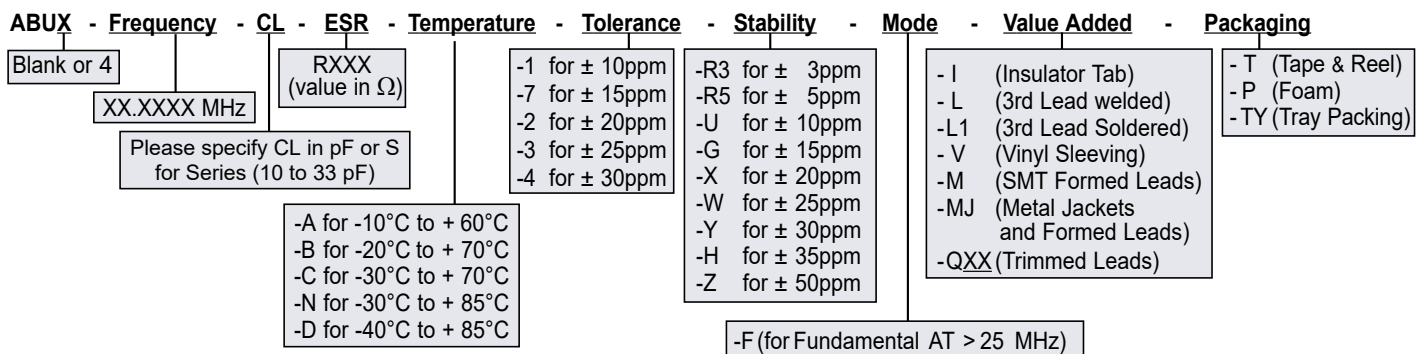 ABUX - Frequency - CL - ESR - Temperature - Tolerance - Stability - Mode - Value Added - Packaging
Blank or 4
XX.XXXX MHz
Please specify CL in pF or S
for Series (10 to 33 pF)
RXXX
(value in Ω)
-A for -10°C to + 60°C
-B for -20°C to + 70°C
-C for -30°C to + 70°C
-N for -30°C to + 85°C
-D for -40°C to + 85°C
-1 for ± 10ppm
-7 for ± 15ppm
-2 for ± 20ppm
-3 for ± 25ppm
-4 for ± 30ppm
-R3 for ± 3ppm
-R5 for ± 5ppm
-U for ± 10ppm
-G for ± 15ppm
-X for ± 20ppm
-W for ± 25ppm
-Y for ± 30ppm
-H for ± 35ppm
-Z for ± 50ppm
-F (for Fundamental AT > 25 MHz)
- I (Insulator Tab)
- L (3rd Lead welded)
-L1 (3rd Lead Soldered)
- V (Vinyl Sleeving)
-M (SMT Formed Leads)
-MJ (Metal Jackets
and Formed Leads)
-QXX (Trimmed Leads)
- T (Tape & Reel)
- P (Foam)
-TY (Tray Packing)